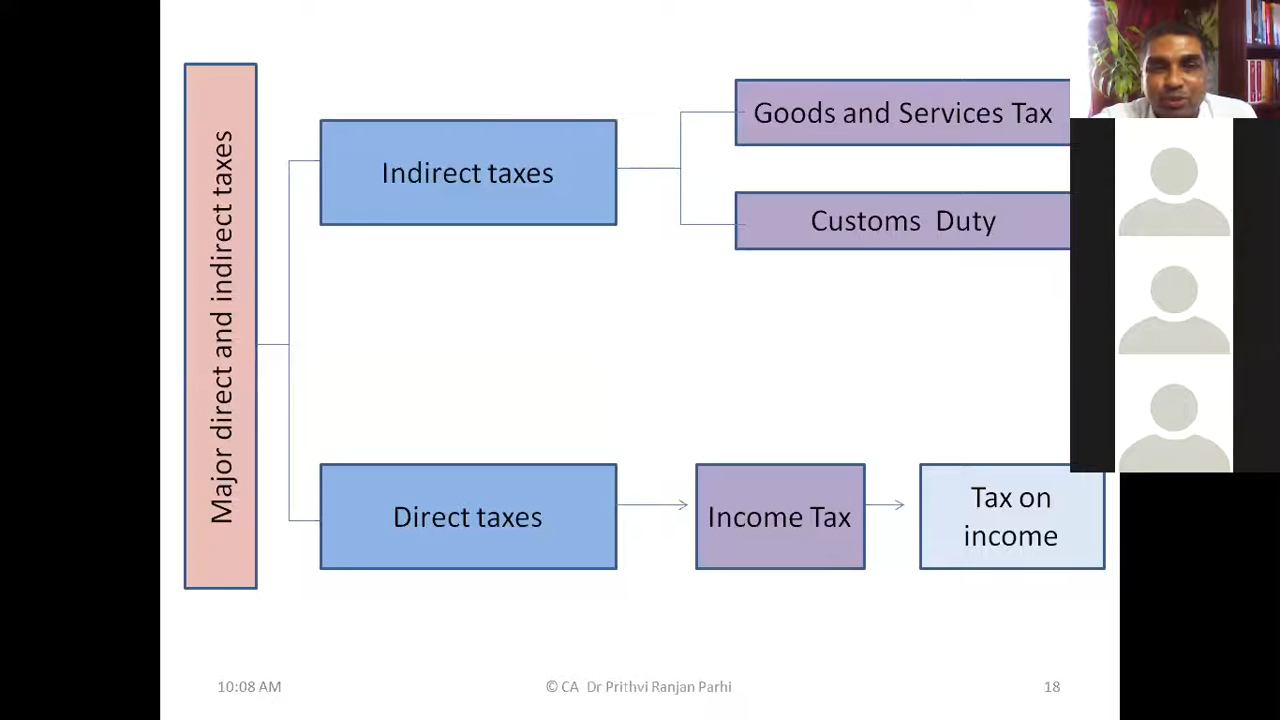 Major direct and indirect taxes
Indirect taxes
Goods and Services Tax
Customs Duty
Direct taxes
Income Tax
Tax on
income
10:08 AM
© CA Dr Prithvi Ranjan Parhi
18